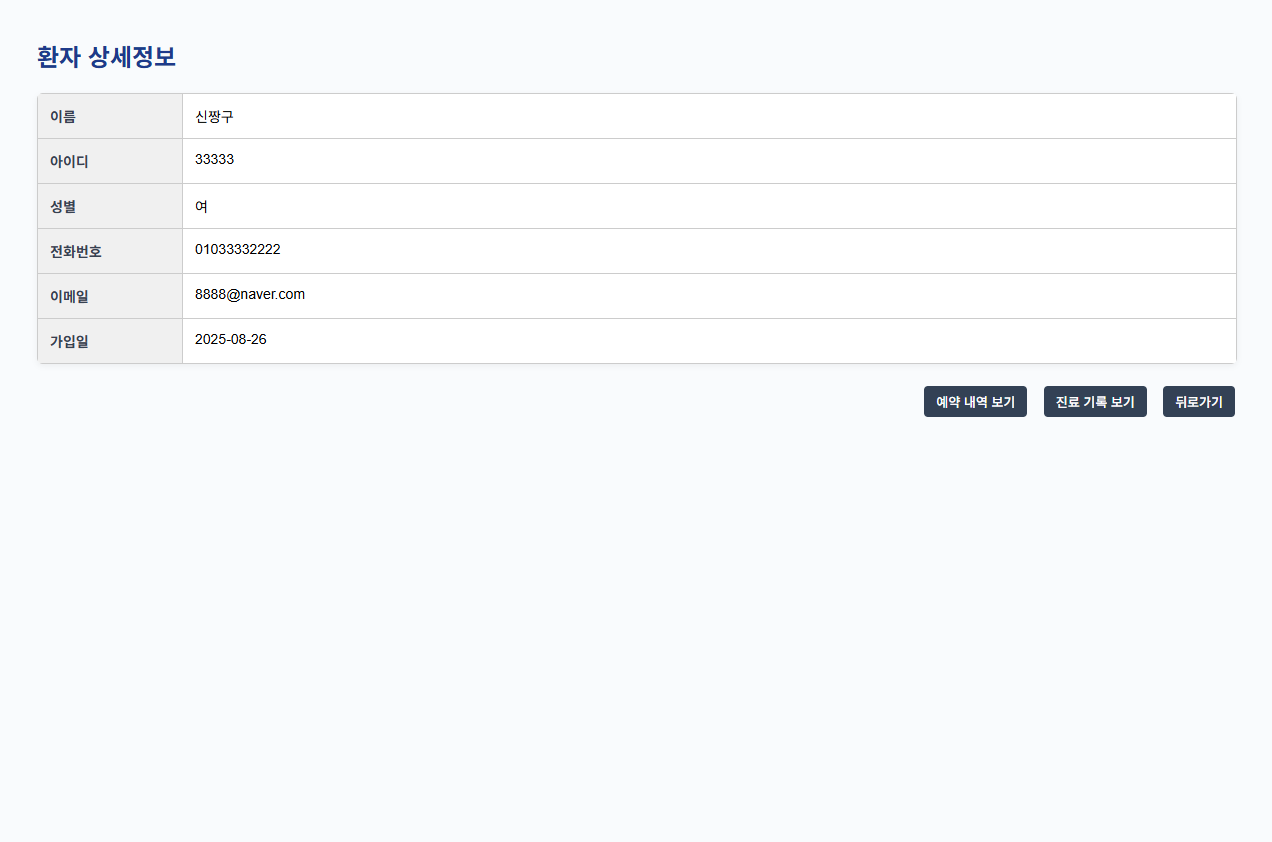 환자 상세정보
이름 신짱구
아이디 33333
성별 여
전화번호 01033332222
이메일 8888@naver.com
가입일 2025-08-26
예약 내역 보기 진료 기록 보기 뒤로가기